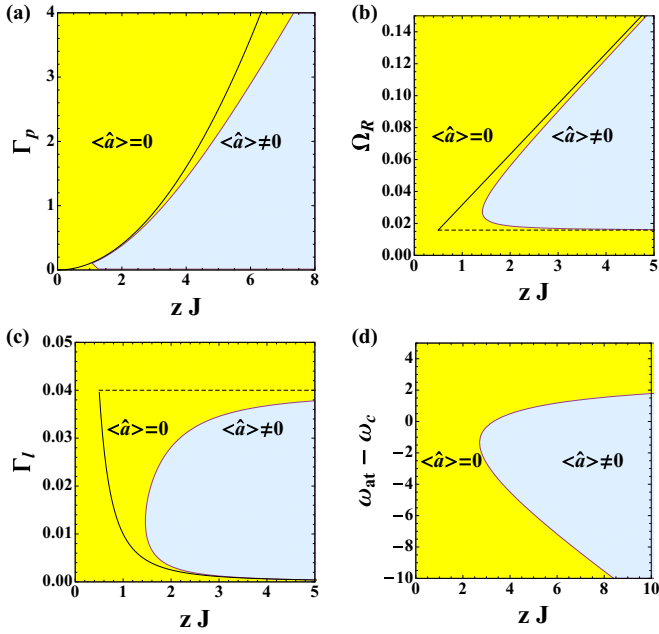 (a)
4
2
0
Γp
<â>=0
<â>≠0
0 2 4 6 8
z J
(b)
0.14
0.12
0.10
0.08
0.06
0.04
0.02
0.00
ΩR
<â>=0
<â>≠0
0 1 2 3 4 5
z J
(c)
0.05
0.04
0.03
0.02
0.01
0.00
Γl
<â>=0
<â>≠0
0 1 2 3 4 5
z J
(d)
4
2
0
−2
−4
−6
−8
−10
ωat − ωc
<â>=0
<â>≠0
0 2 4 6 8 10
z J